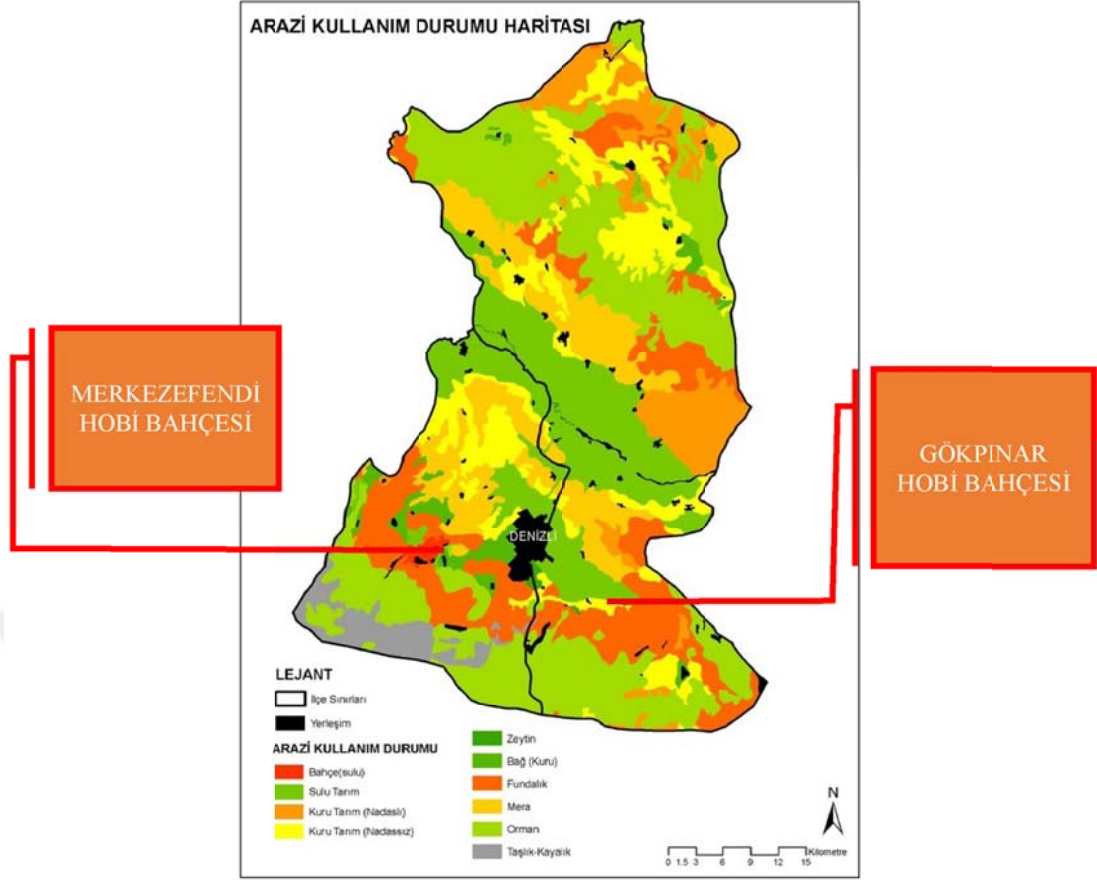 ARAZİ KULLANIM DURUMU HARİTASI
MERKEZEFENDİ
HOBİ BAHÇESİ
GÖKPINAR
HOBİ BAHÇESİ
DENİZLİ
LEJANT
İlçe Sınırları
Yerleşim
ARAZİ KULLANIM DURUMU
Bahçe(sulu)
Sulu Tarım
Kuru Tarım (Nadaslı)
Kuru Tarım (Nadassız)
Zeytin
Bağ (Kuru)
Fundalık
Mera
Orman
Taşlık-Kayalık
N
Kilometre
0 1.5 3 6 9 12 15